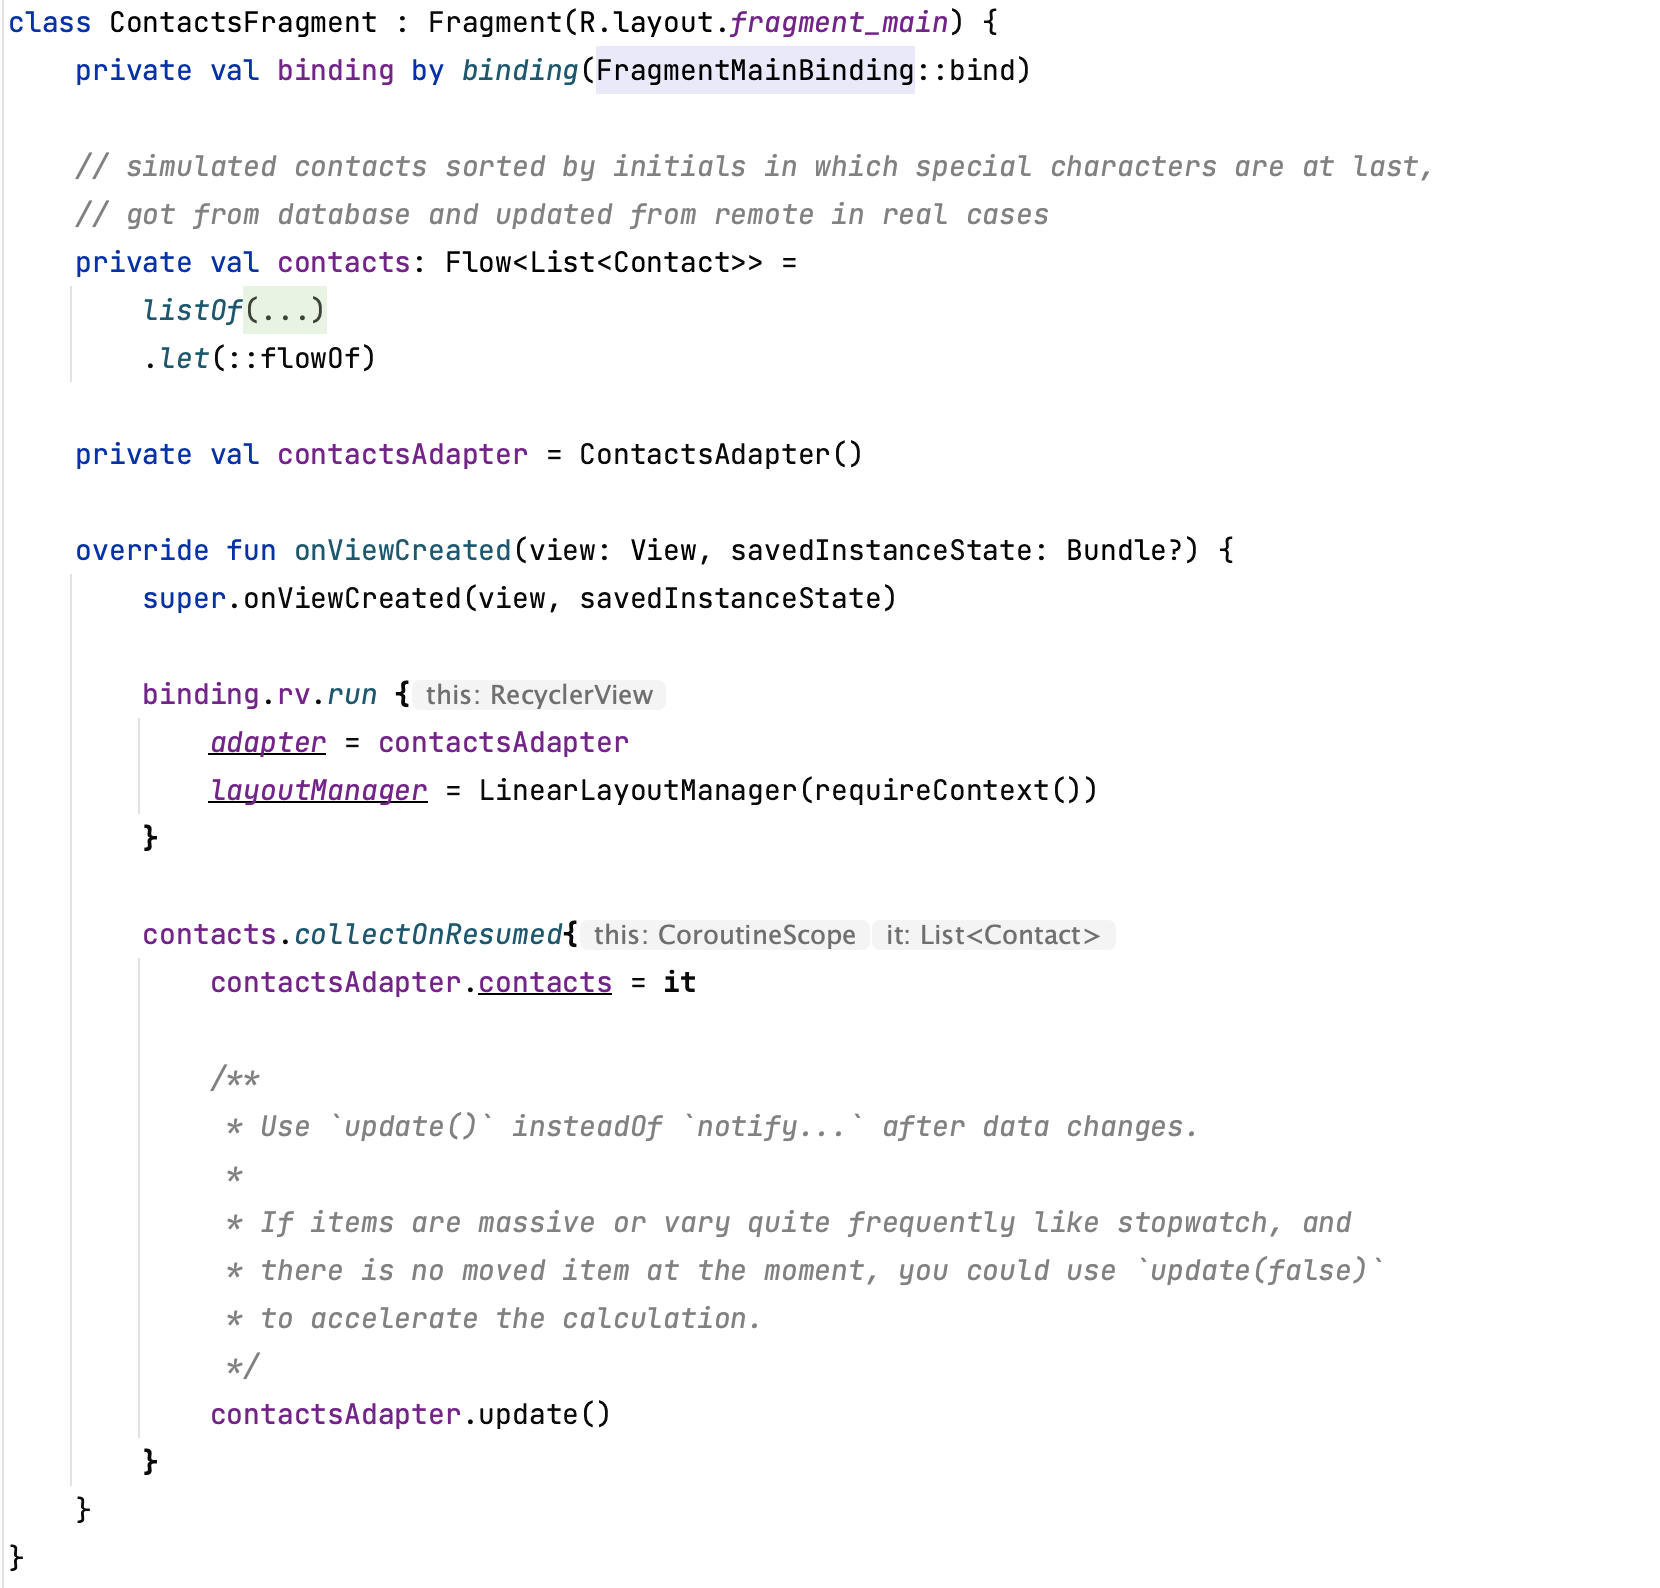 class ContactsFragment : Fragment(R.layout.fragment_main) {
    private val binding by binding(FragmentMainBinding::bind)

    // simulated contacts sorted by initials in which special characters are at last,
    // got from database and updated from remote in real cases
    private val contacts: Flow<List<Contact>> =
        listOf(...)
        .let(::flowOf)

    private val contactsAdapter = ContactsAdapter()

    override fun onViewCreated(view: View, savedInstanceState: Bundle?) {
        super.onViewCreated(view, savedInstanceState)

        binding.rv.run { this: RecyclerView
            adapter = contactsAdapter
            layoutManager = LinearLayoutManager(requireContext())
        }

        contacts.collectOnResumed{ this: CoroutineScope it: List<Contact>
            contactsAdapter.contacts = it

            /**
             * Use `update()` insteadOf `notify...` after data changes.
             *
             * If items are massive or vary quite frequently like stopwatch, and
             * there is no moved item at the moment, you could use `update(false)`
             * to accelerate the calculation.
             */
            contactsAdapter.update()
        }
    }
}